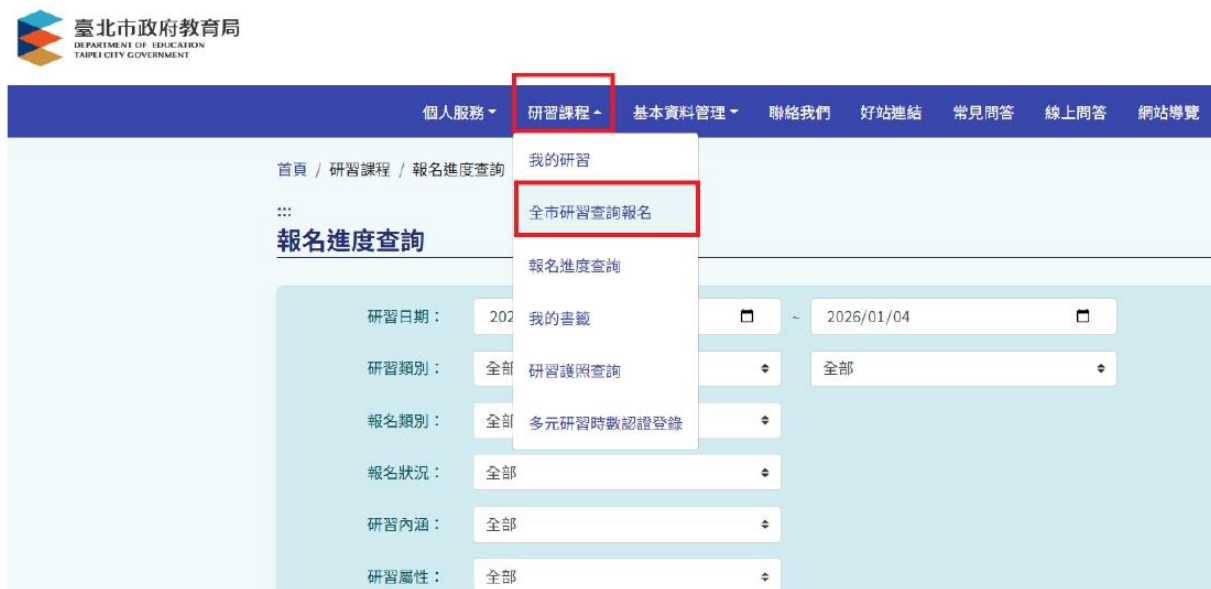 臺北市政府教育局
DEPARTMENT OF EDUCATION
TAIPEI CITY GOVERNMENT
個人服務 研習課程 基本資料管理 聯絡我們 好站連結 常見問答 線上問答 網站導覽
首頁 / 研習課程 / 報名進度查詢
我的研習
全市研習查詢報名
報名進度查詢
我的書籤
研習護照查詢
多元研習時數認證登錄
:::
報名進度查詢
研習日期： 202 ~ 2026/01/04
研習類別： 全部 全部
報名類別： 全部
報名狀況： 全部
研習內涵： 全部
研習屬性： 全部